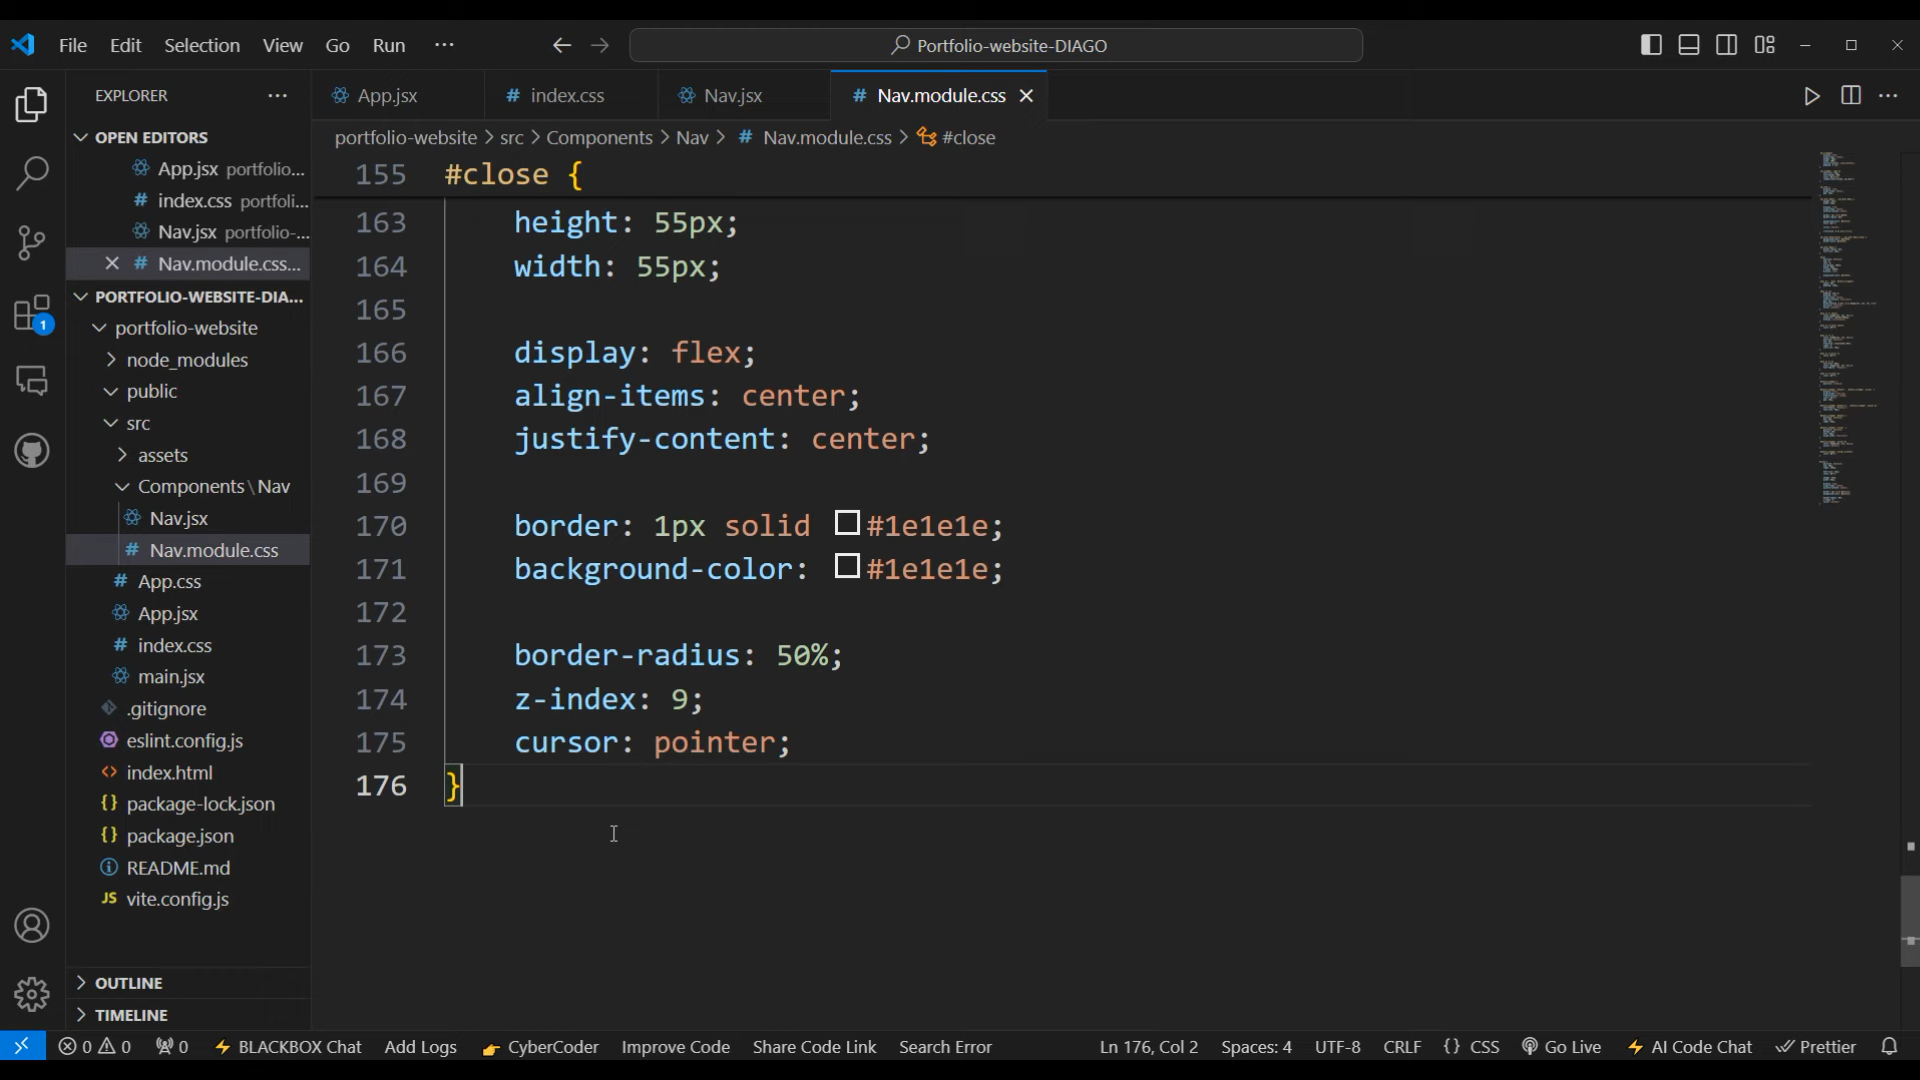 File Edit Selection View Go Run ··· Portfolio-website-DIAGO
EXPLORER ···
App.jsx index.css Nav.jsx Nav.module.css
OPEN EDITORS
App.jsx portfolio...
index.css portfoli...
Nav.jsx portfolio-...
Nav.module.css...
PORTFOLIO-WEBSITE-DIA...
portfolio-website
node_modules
public
src
assets
Components\Nav
Nav.jsx
Nav.module.css
App.css
App.jsx
index.css
main.jsx
.gitignore
eslint.config.js
index.html
package-lock.json
package.json
README.md
vite.config.js
OUTLINE
TIMELINE
1
portfolio-website > src > Components > Nav > # Nav.module.css > #close
155 #close {
163 height: 55px;
164 width: 55px;
165
166 display: flex;
167 align-items: center;
168 justify-content: center;
169
170 border: 1px solid #1e1e1e;
171 background-color: #1e1e1e;
172
173 border-radius: 50%;
174 z-index: 9;
175 cursor: pointer;
176 }
0 0 0 BLACKBOX Chat Add Logs CyberCoder Improve Code Share Code Link Search Error Ln 176, Col 2 Spaces: 4 UTF-8 CRLF {} CSS Go Live AI Code Chat Prettier